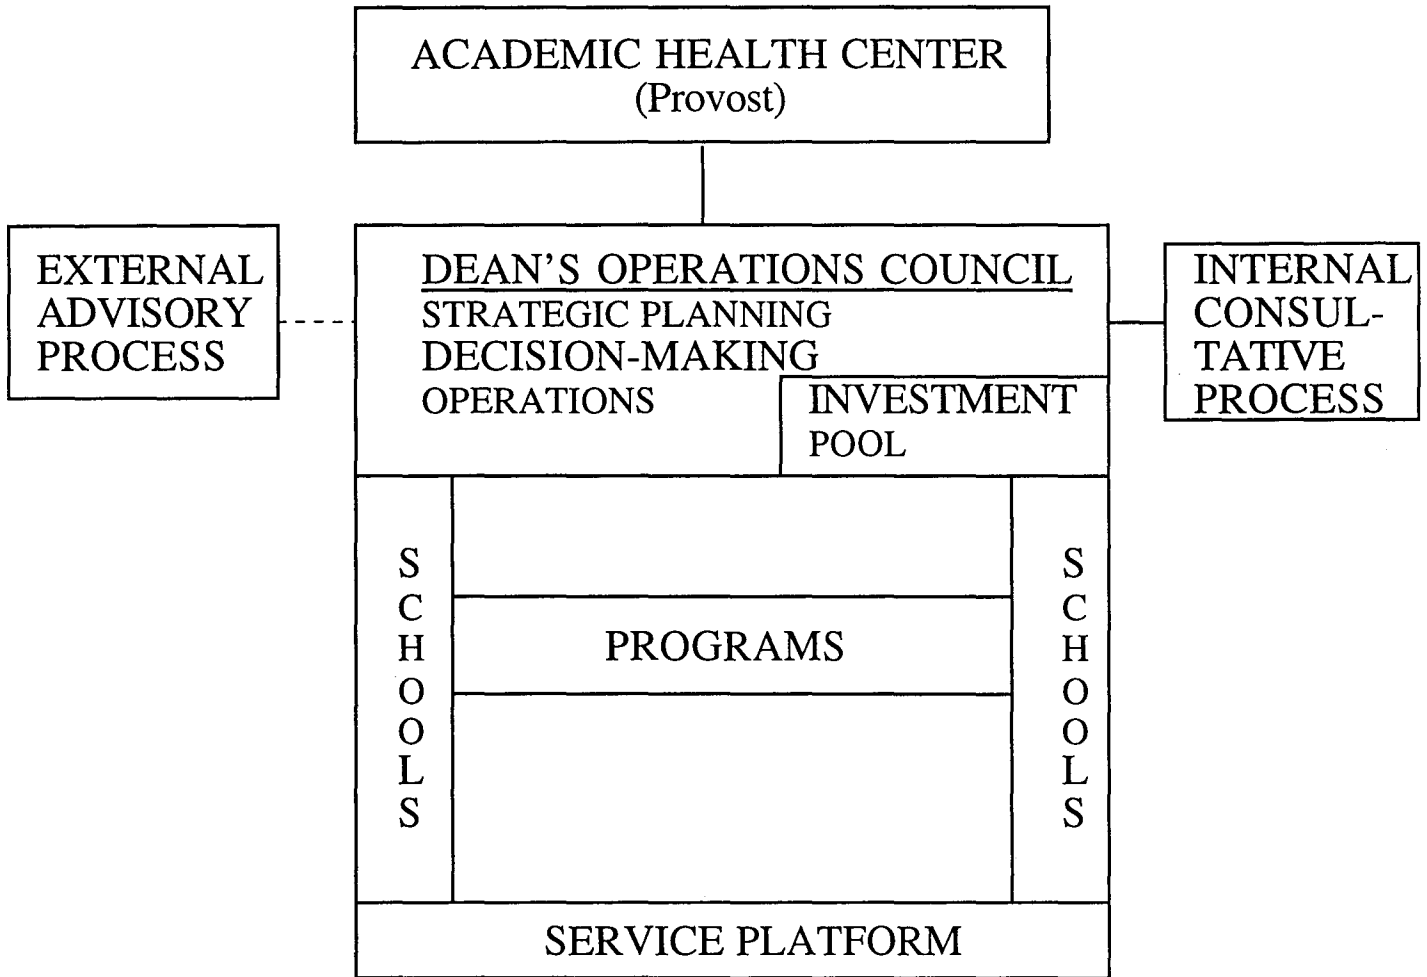 ACADEMIC HEALTH CENTER
(Provost)
EXTERNAL
ADVISORY
PROCESS
DEAN'S OPERATIONS COUNCIL
STRATEGIC PLANNING
DECISION-MAKING
OPERATIONS
INVESTMENT
POOL
INTERNAL
CONSUL-
TATIVE
PROCESS
SCHOOLS
PROGRAMS
SCHOOLS
SERVICE PLATFORM